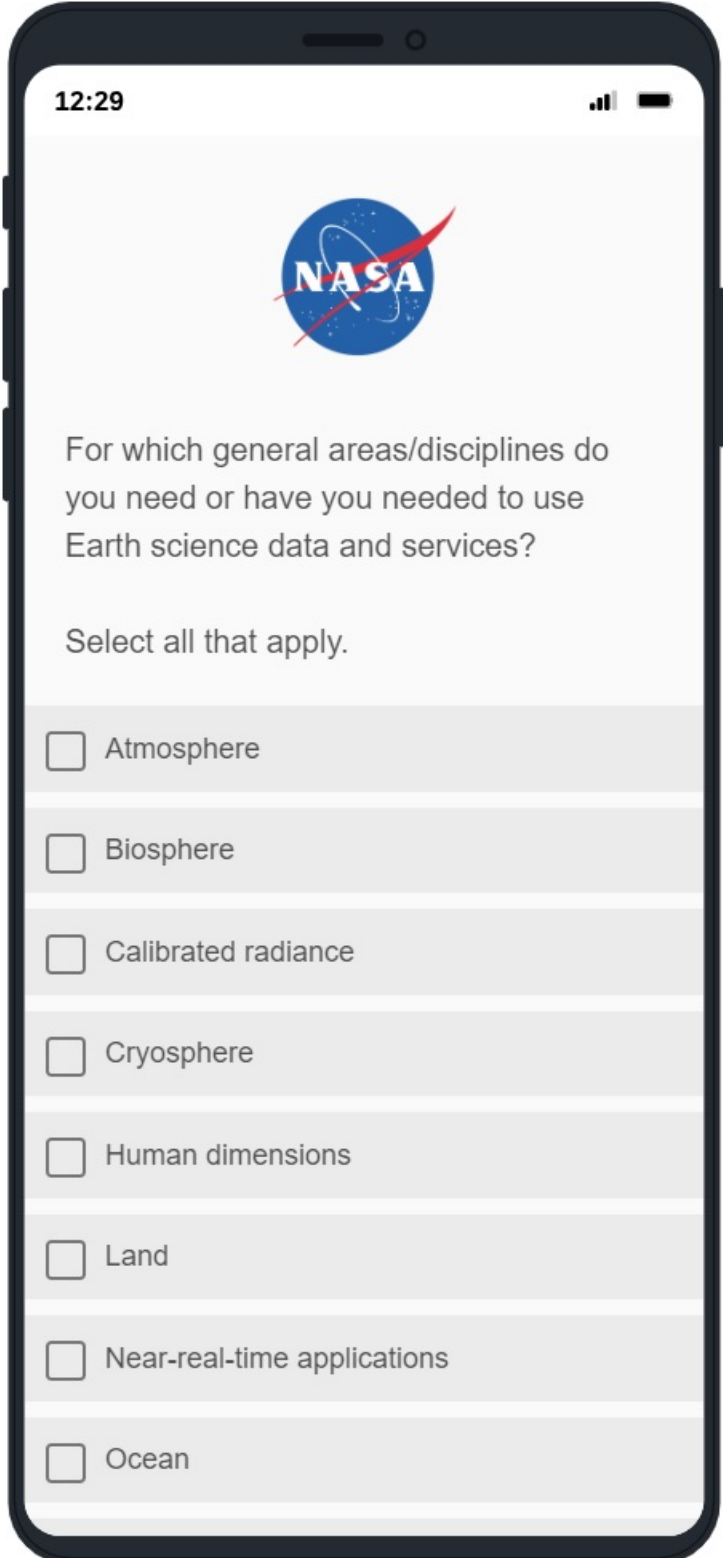 12:29
NASA
For which general areas/disciplines do
you need or have you needed to use
Earth science data and services?
Select all that apply.
Atmosphere
Biosphere
Calibrated radiance
Cryosphere
Human dimensions
Land
Near-real-time applications
Ocean